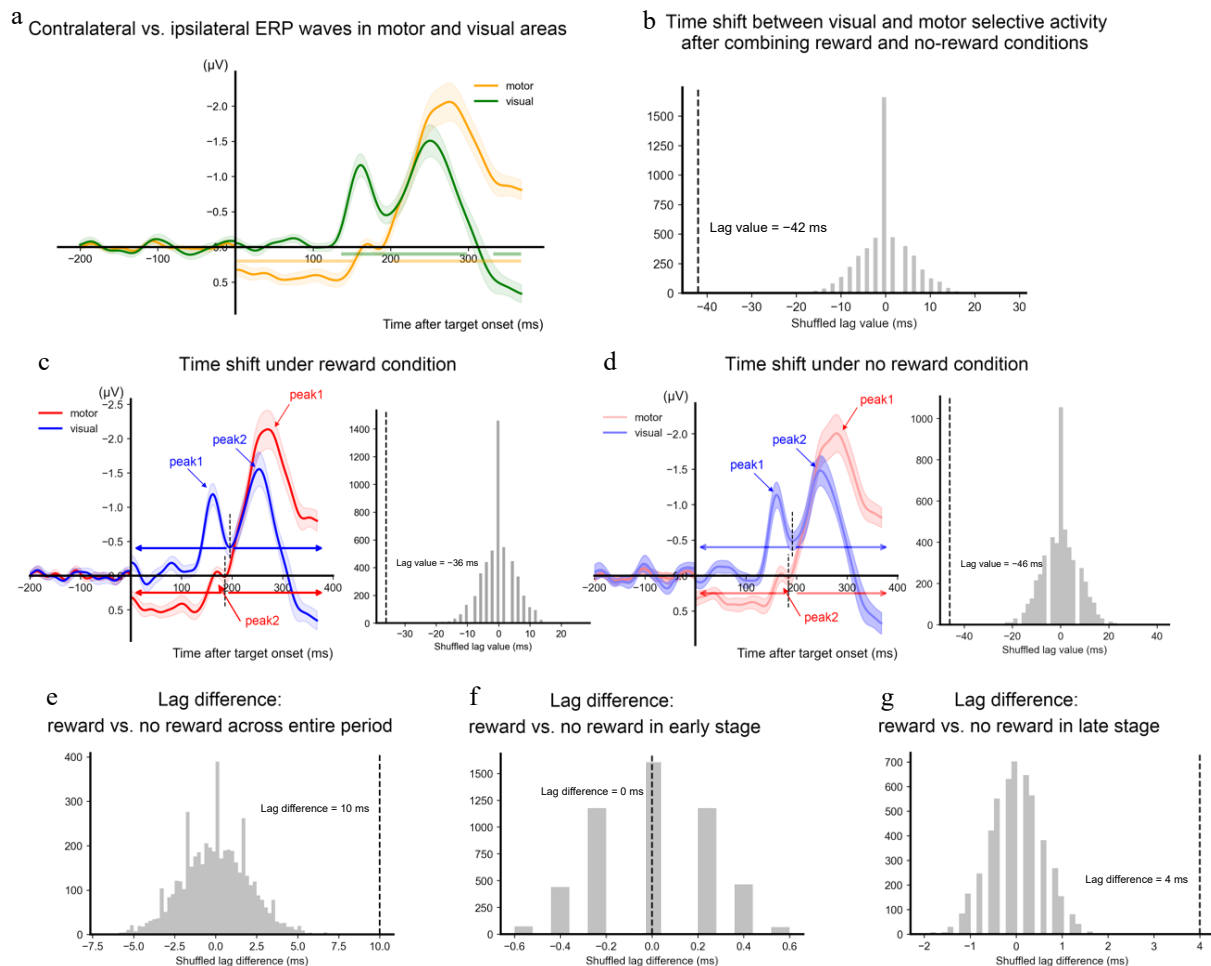 a
Contralateral vs. ipsilateral ERP waves in motor and visual areas
(µV)
motor
visual
−2.0
−1.5
−1.0
−0.5
0.0
0.5
−200
−100
100
200
300
Time after target onset (ms)
b
Time shift between visual and motor selective activity
after combining reward and no-reward conditions
1500
1250
1000
750
500
250
0
Lag value = −42 ms
−40
−30
−20
−10
0
10
20
30
Shuffled lag value (ms)
c
Time shift under reward condition
(µV)
−2.5
−2.0
−1.5
−1.0
−0.5
0.0
0.5
motor
visual
peak1
peak2
peak1
peak2
−200
−100
100
200
300
400
Time after target onset (ms)
1400
1200
1000
800
600
400
200
0
Lag value = −36 ms
−30
−20
−10
0
10
20
Shuffled lag value (ms)
d
Time shift under no reward condition
(µV)
−2.0
−1.5
−1.0
−0.5
0.0
0.5
motor
visual
peak1
peak2
peak1
peak2
−200
−100
100
200
300
400
Time after target onset (ms)
1000
800
600
400
200
0
Lag value = −46 ms
−40
−20
0
20
40
Shuffled lag value (ms)
e
Lag difference:
reward vs. no reward across entire period
400
300
200
100
0
Lag difference = 10 ms
−7.5
−5.0
−2.5
0.0
2.5
5.0
7.5
10.0
Shuffled lag difference (ms)
f
Lag difference:
reward vs. no reward in early stage
1500
1250
1000
750
500
250
0
Lag difference = 0 ms
−0.6
−0.4
−0.2
0.0
0.2
0.4
0.6
Shuffled lag difference (ms)
g
Lag difference:
reward vs. no reward in late stage
700
600
500
400
300
200
100
0
Lag difference = 4 ms
−2
−1
0
1
2
3
4
Shuffled lag difference (ms)